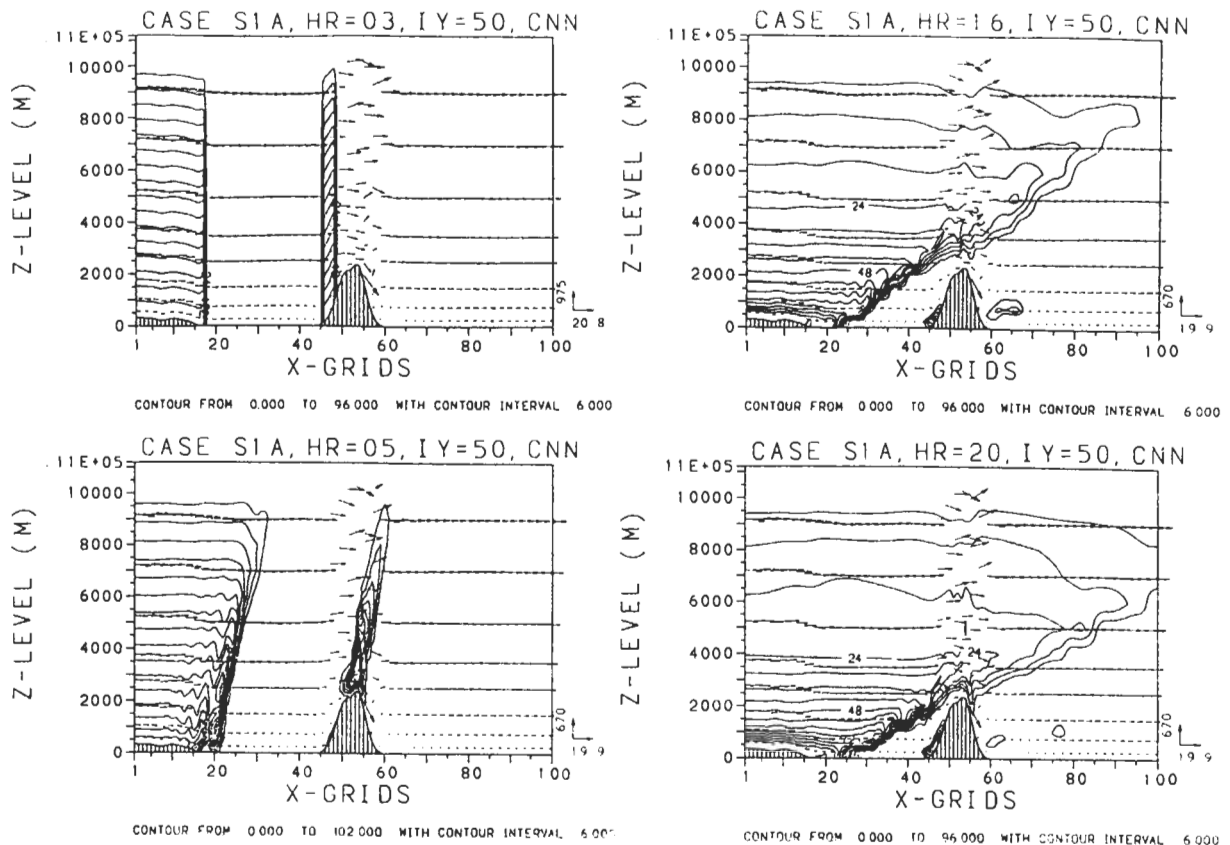 CASE S1A, HR=03, IY=50, CNN
.11E+05
10000
8000
6000
4000
2000
0
Z-LEVEL (M)
1 20 40 60 80 100
X-GRIDS
975
20 8
CONTOUR FROM 0.000 TO 96.000 WITH CONTOUR INTERVAL 6.000
CASE S1A, HR=16, IY=50, CNN
.11E+05
10000
8000
6000
4000
2000
0
Z-LEVEL (M)
24
48
1 20 40 60 80 100
X-GRIDS
670
19 9
CONTOUR FROM 0.000 TO 96.000 WITH CONTOUR INTERVAL 6.000
CASE S1A, HR=05, IY=50, CNN
.11E+05
10000
8000
6000
4000
2000
0
Z-LEVEL (M)
1 20 40 60 80 100
X-GRIDS
670
19 9
CONTOUR FROM 0.000 TO 102.000 WITH CONTOUR INTERVAL 6.000
CASE S1A, HR=20, IY=50, CNN
.11E+05
10000
8000
6000
4000
2000
0
Z-LEVEL (M)
24
24
48
1 20 40 60 80 100
X-GRIDS
670
19 9
CONTOUR FROM 0.000 TO 96.000 WITH CONTOUR INTERVAL 6.000